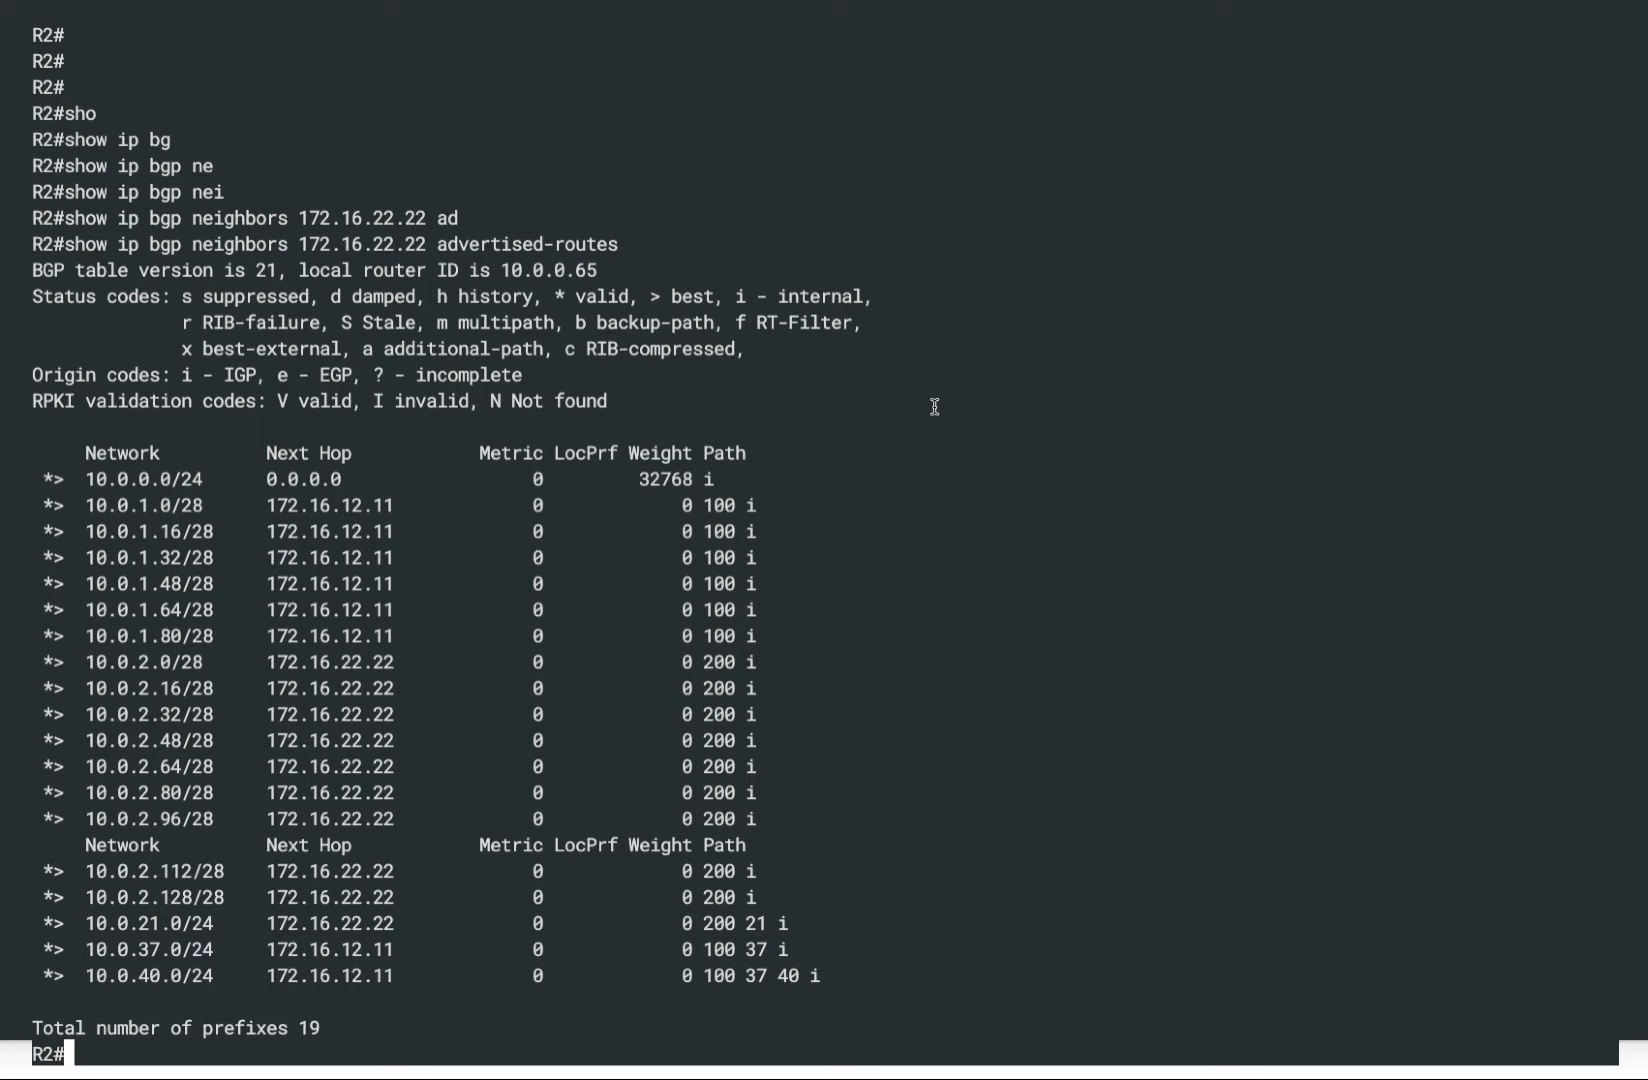 R2#
R2#
R2#
R2#sho
R2#show ip bg
R2#show ip bgp ne
R2#show ip bgp nei
R2#show ip bgp neighbors 172.16.22.22 ad
R2#show ip bgp neighbors 172.16.22.22 advertised-routes
BGP table version is 21, local router ID is 10.0.0.65
Status codes: s suppressed, d damped, h history, * valid, > best, i - internal,
              r RIB-failure, S Stale, m multipath, b backup-path, f RT-Filter,
              x best-external, a additional-path, c RIB-compressed,
Origin codes: i - IGP, e - EGP, ? - incomplete
RPKI validation codes: V valid, I invalid, N Not found

     Network          Next Hop            Metric LocPrf Weight Path
 *>  10.0.0.0/24      0.0.0.0                  0         32768 i
 *>  10.0.1.0/28      172.16.12.11             0             0 100 i
 *>  10.0.1.16/28     172.16.12.11             0             0 100 i
 *>  10.0.1.32/28     172.16.12.11             0             0 100 i
 *>  10.0.1.48/28     172.16.12.11             0             0 100 i
 *>  10.0.1.64/28     172.16.12.11             0             0 100 i
 *>  10.0.1.80/28     172.16.12.11             0             0 100 i
 *>  10.0.2.0/28      172.16.22.22             0             0 200 i
 *>  10.0.2.16/28     172.16.22.22             0             0 200 i
 *>  10.0.2.32/28     172.16.22.22             0             0 200 i
 *>  10.0.2.48/28     172.16.22.22             0             0 200 i
 *>  10.0.2.64/28     172.16.22.22             0             0 200 i
 *>  10.0.2.80/28     172.16.22.22             0             0 200 i
 *>  10.0.2.96/28     172.16.22.22             0             0 200 i
     Network          Next Hop            Metric LocPrf Weight Path
 *>  10.0.2.112/28    172.16.22.22             0             0 200 i
 *>  10.0.2.128/28    172.16.22.22             0             0 200 i
 *>  10.0.21.0/24     172.16.22.22             0             0 200 21 i
 *>  10.0.37.0/24     172.16.12.11             0             0 100 37 i
 *>  10.0.40.0/24     172.16.12.11             0             0 100 37 40 i

Total number of prefixes 19
R2#